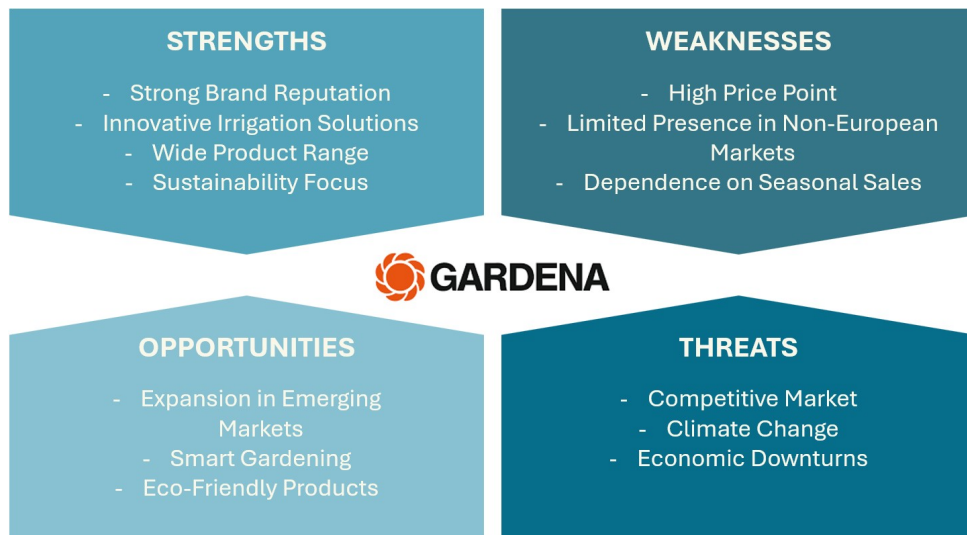 STRENGTHS
- Strong Brand Reputation
- Innovative Irrigation Solutions
- Wide Product Range
- Sustainability Focus
WEAKNESSES
- High Price Point
- Limited Presence in Non-European
Markets
- Dependence on Seasonal Sales
GARDENA
OPPORTUNITIES
- Expansion in Emerging
Markets
- Smart Gardening
- Eco-Friendly Products
THREATS
- Competitive Market
- Climate Change
- Economic Downturns